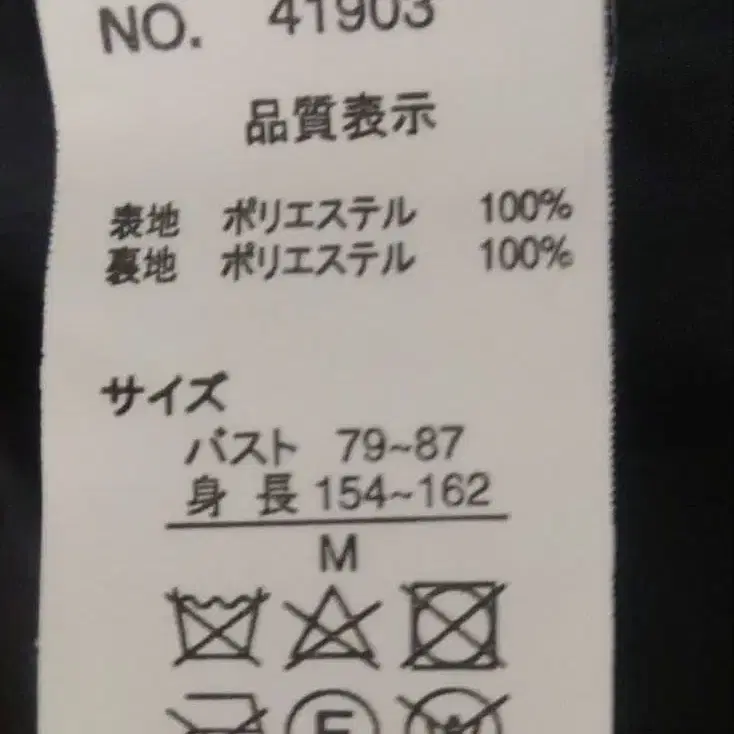 NO. 41903
品質表示
表地 ポリエステル 100%
裏地 ポリエステル 100%
サイズ
バスト 79~87
身 長 154~162
M